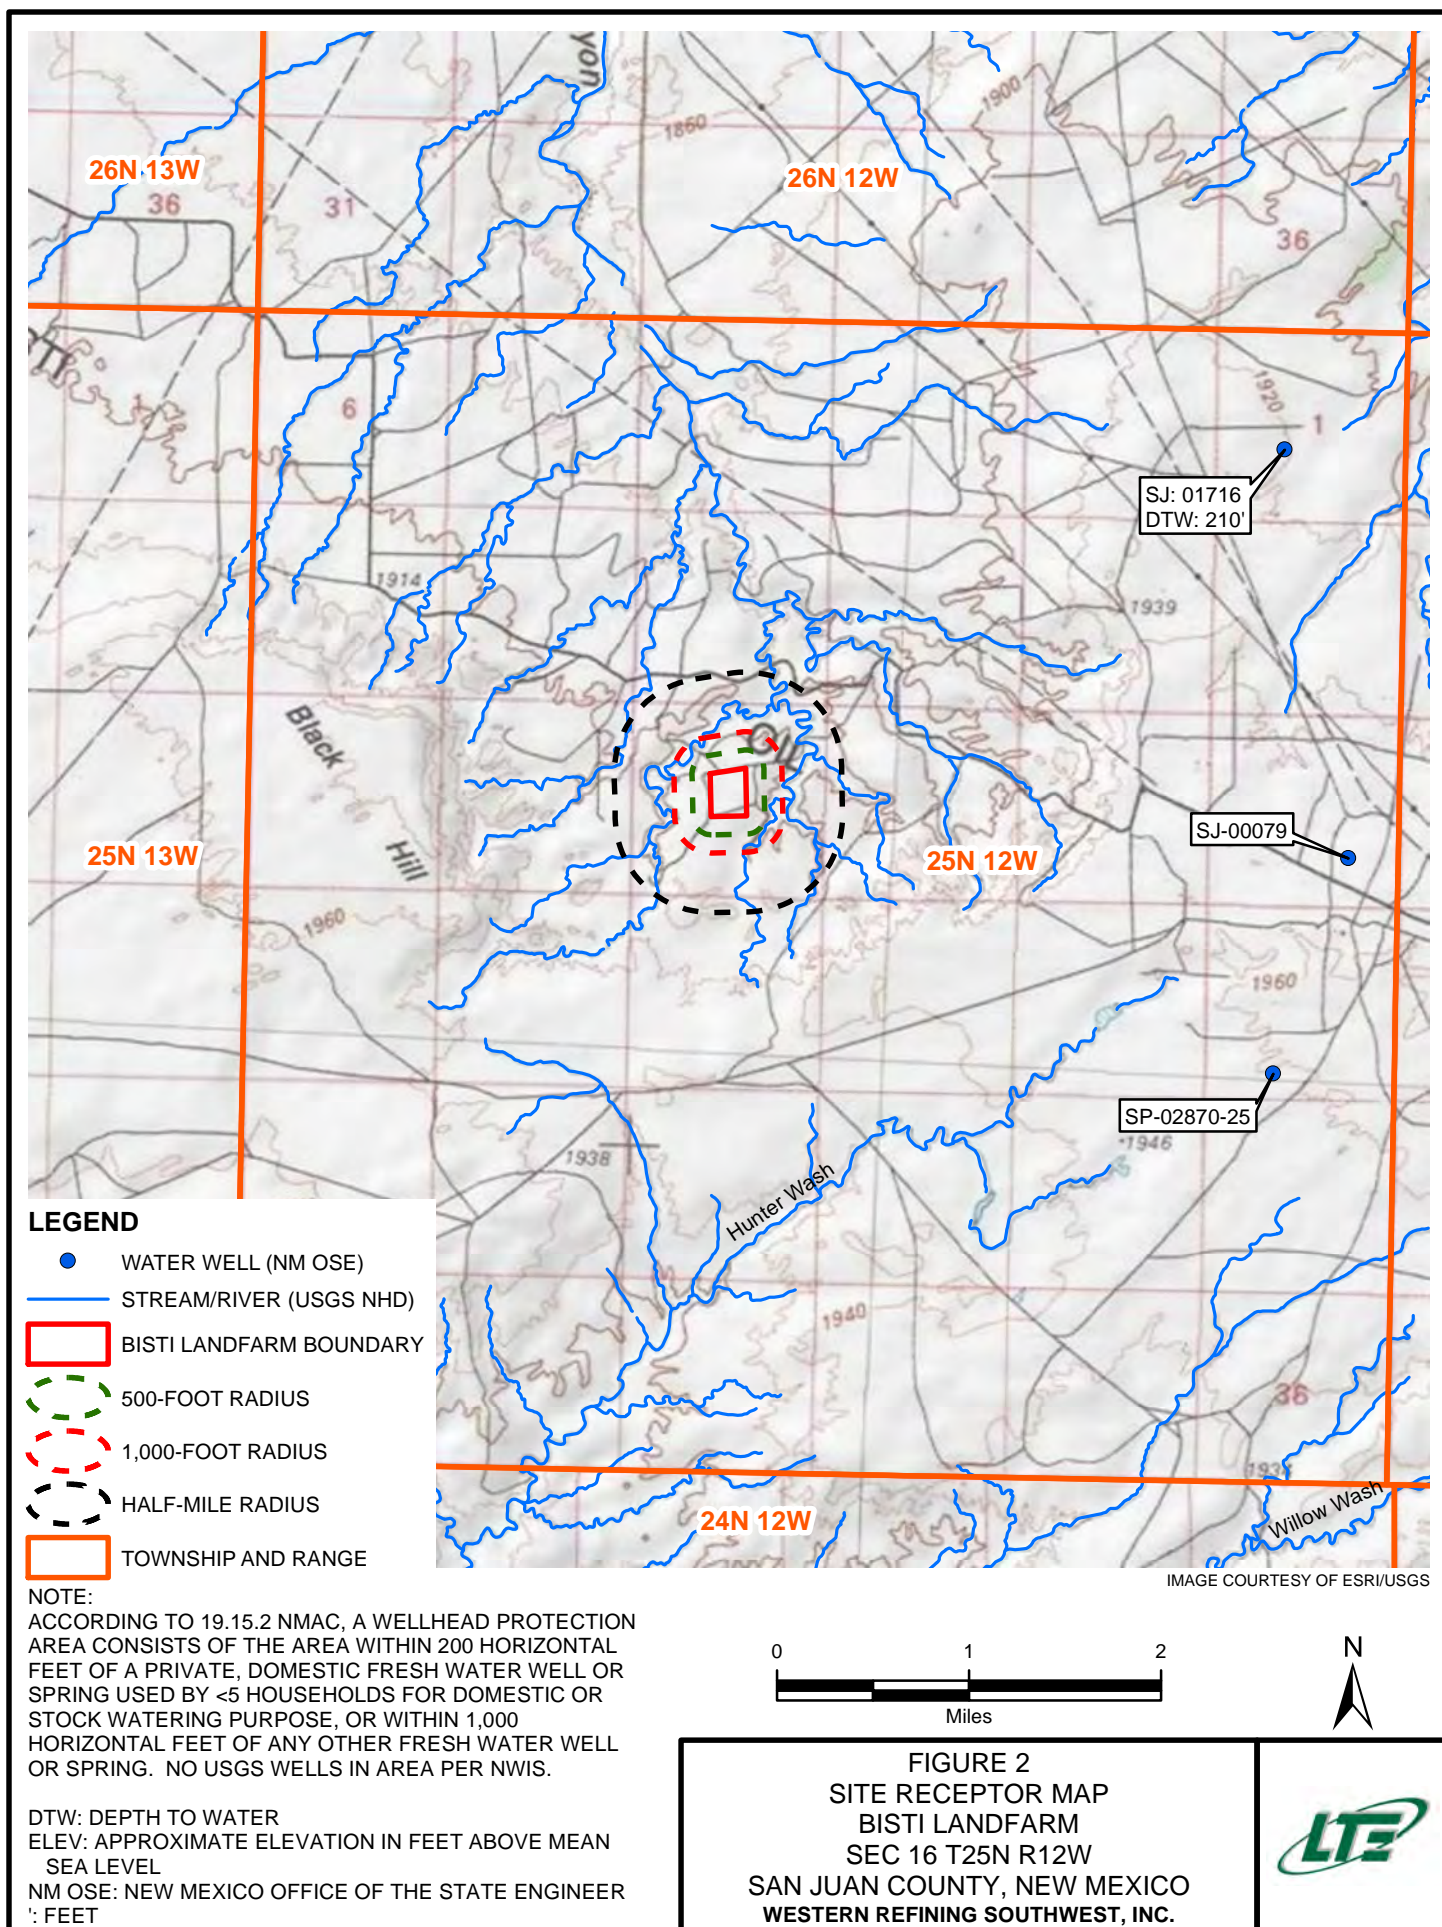 yon
1900
1860
26N 13W
26N 12W
36
31
36
1
6
1920
1
SJ: 01716
DTW: 210'
1914
1939
Black
Hill
SJ-00079
25N 13W
25N 12W
1960
1960
SP-02870-25
1946
1938
Hunter Wash
1940
36
Willow Wash
24N 12W
LEGEND
WATER WELL (NM OSE)
STREAM/RIVER (USGS NHD)
BISTI LANDFARM BOUNDARY
500-FOOT RADIUS
1,000-FOOT RADIUS
HALF-MILE RADIUS
TOWNSHIP AND RANGE
IMAGE COURTESY OF ESRI/USGS
NOTE:
ACCORDING TO 19.15.2 NMAC, A WELLHEAD PROTECTION
AREA CONSISTS OF THE AREA WITHIN 200 HORIZONTAL
FEET OF A PRIVATE, DOMESTIC FRESH WATER WELL OR
SPRING USED BY <5 HOUSEHOLDS FOR DOMESTIC OR
STOCK WATERING PURPOSE, OR WITHIN 1,000
HORIZONTAL FEET OF ANY OTHER FRESH WATER WELL
OR SPRING. NO USGS WELLS IN AREA PER NWIS.
DTW: DEPTH TO WATER
ELEV: APPROXIMATE ELEVATION IN FEET ABOVE MEAN
SEA LEVEL
NM OSE: NEW MEXICO OFFICE OF THE STATE ENGINEER
': FEET
0 1 2
Miles
N
FIGURE 2
SITE RECEPTOR MAP
BISTI LANDFARM
SEC 16 T25N R12W
SAN JUAN COUNTY, NEW MEXICO
WESTERN REFINING SOUTHWEST, INC.
LTE